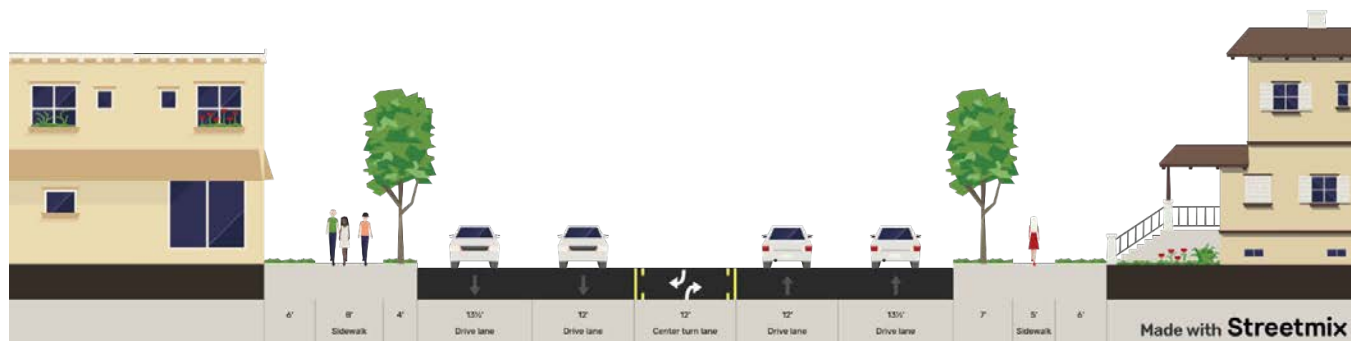 6' 8' 4' 13½' 12' 12' 12' 13½' 7' 5' 6'
Sidewalk Drive lane Drive lane Center turn lane Drive lane Drive lane Sidewalk
Made with Streetmix